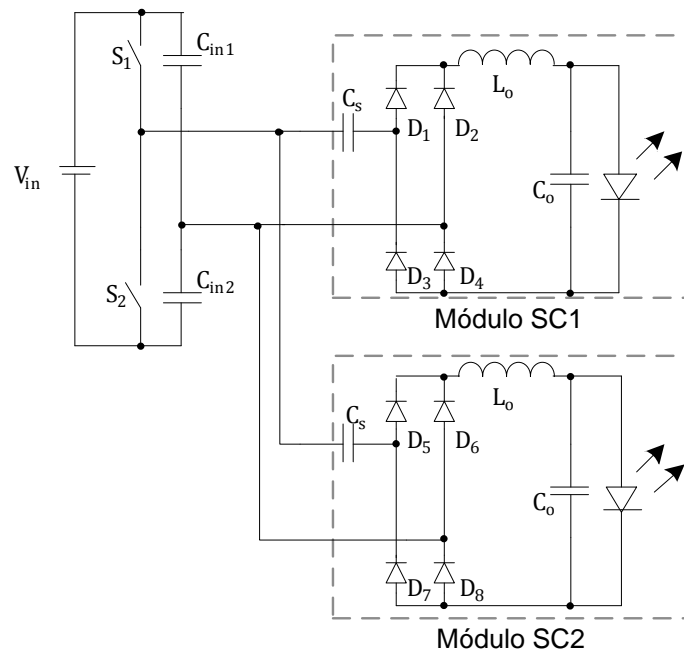 S1
Cin1
Vin
S2
Cin2
Cs
D1
D2
Lo
Co
D3
D4
Módulo SC1
Cs
D5
D6
Lo
Co
D7
D8
Módulo SC2